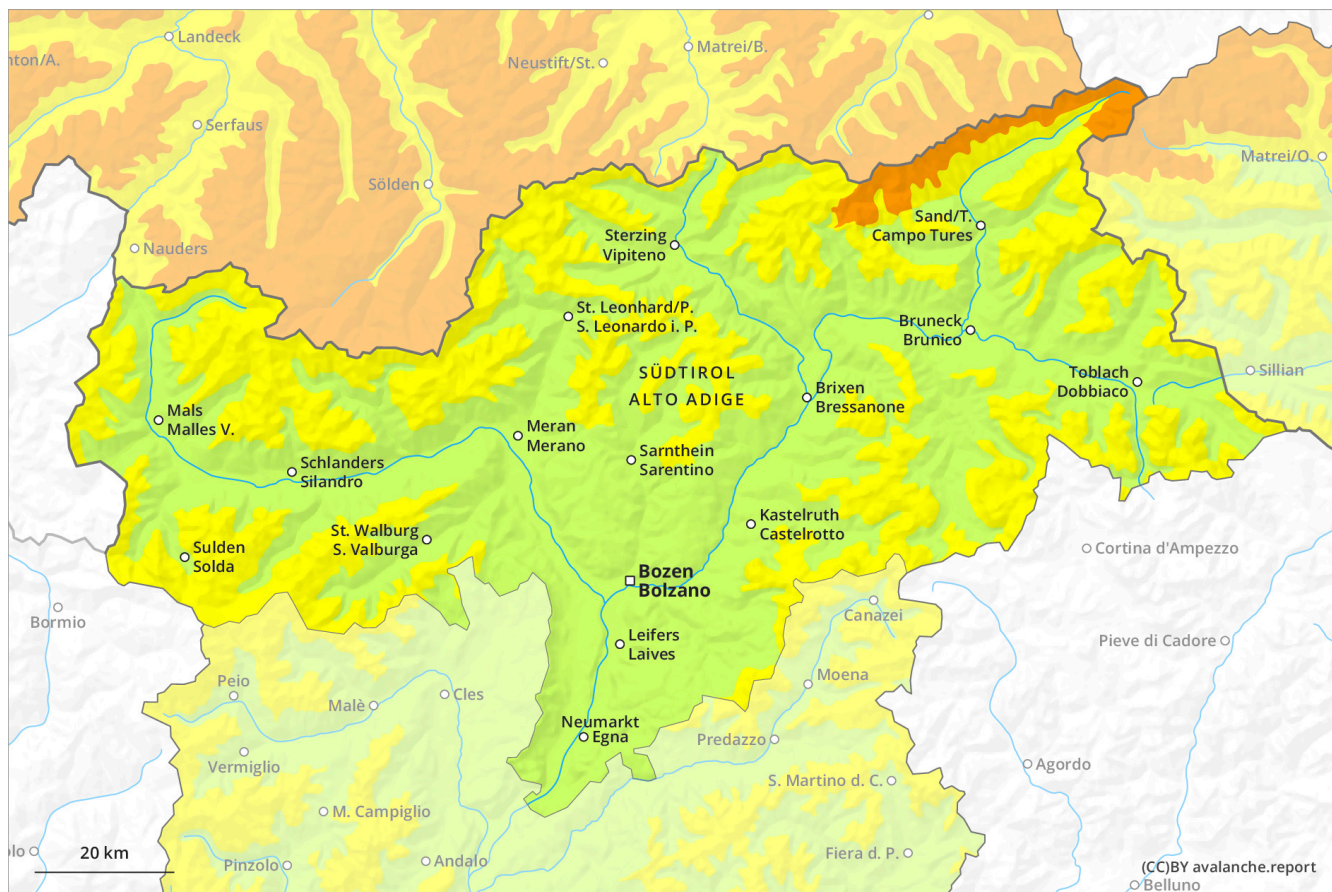 Landeck
Matrei/B.
Neustift/St.
Serfaus
Sölden
Nauders
Matrei/O.
Sterzing
Vipiteno
Sand/T.
Campo Tures
St. Leonhard/P.
S. Leonardo i. P.
Bruneck
Brunico
SÜDTIROL
ALTO ADIGE
Toblach
Dobbiaco
Sillian
Brixen
Bressanone
Mals
Malles V.
Meran
Merano
Sarnthein
Sarentino
Schlanders
Silandro
Kastelruth
Castelrotto
St. Walburg
S. Valburga
Sulden
Solda
Cortina d'Ampezzo
Bozen
Bolzano
Bormio
Canazei
Leifers
Laives
Pieve di Cadore
Moena
Peio
Cles
Malè
Neumarkt
Egna
Predazzo
Vermiglio
Agordo
S. Martino d. C.
M. Campiglio
20 km
Pinzolo
Andalo
Fiera d. P.
(CC)BY avalanche.report
Belluno